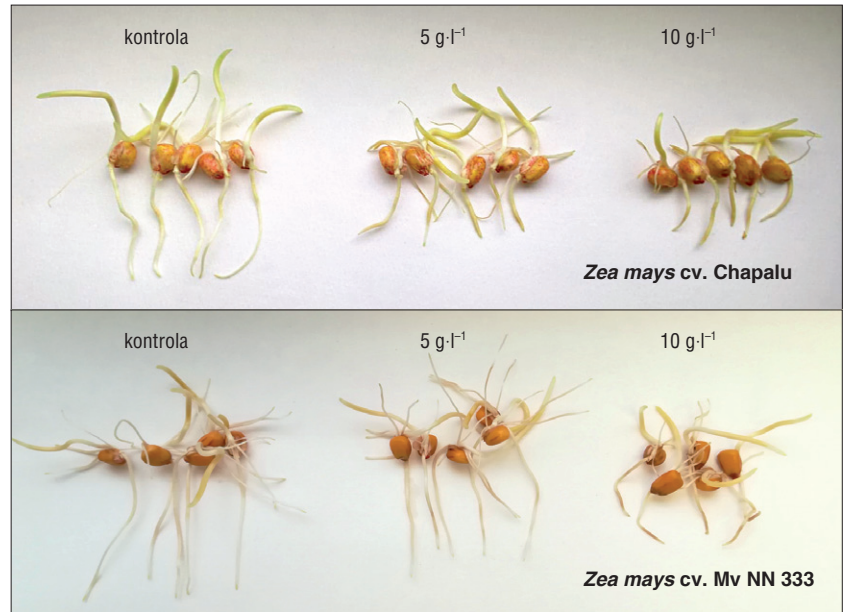 kontrola 5 g·l⁻¹ 10 g·l⁻¹
Zea mays cv. Chapalu
kontrola 5 g·l⁻¹ 10 g·l⁻¹
Zea mays cv. Mv NN 333